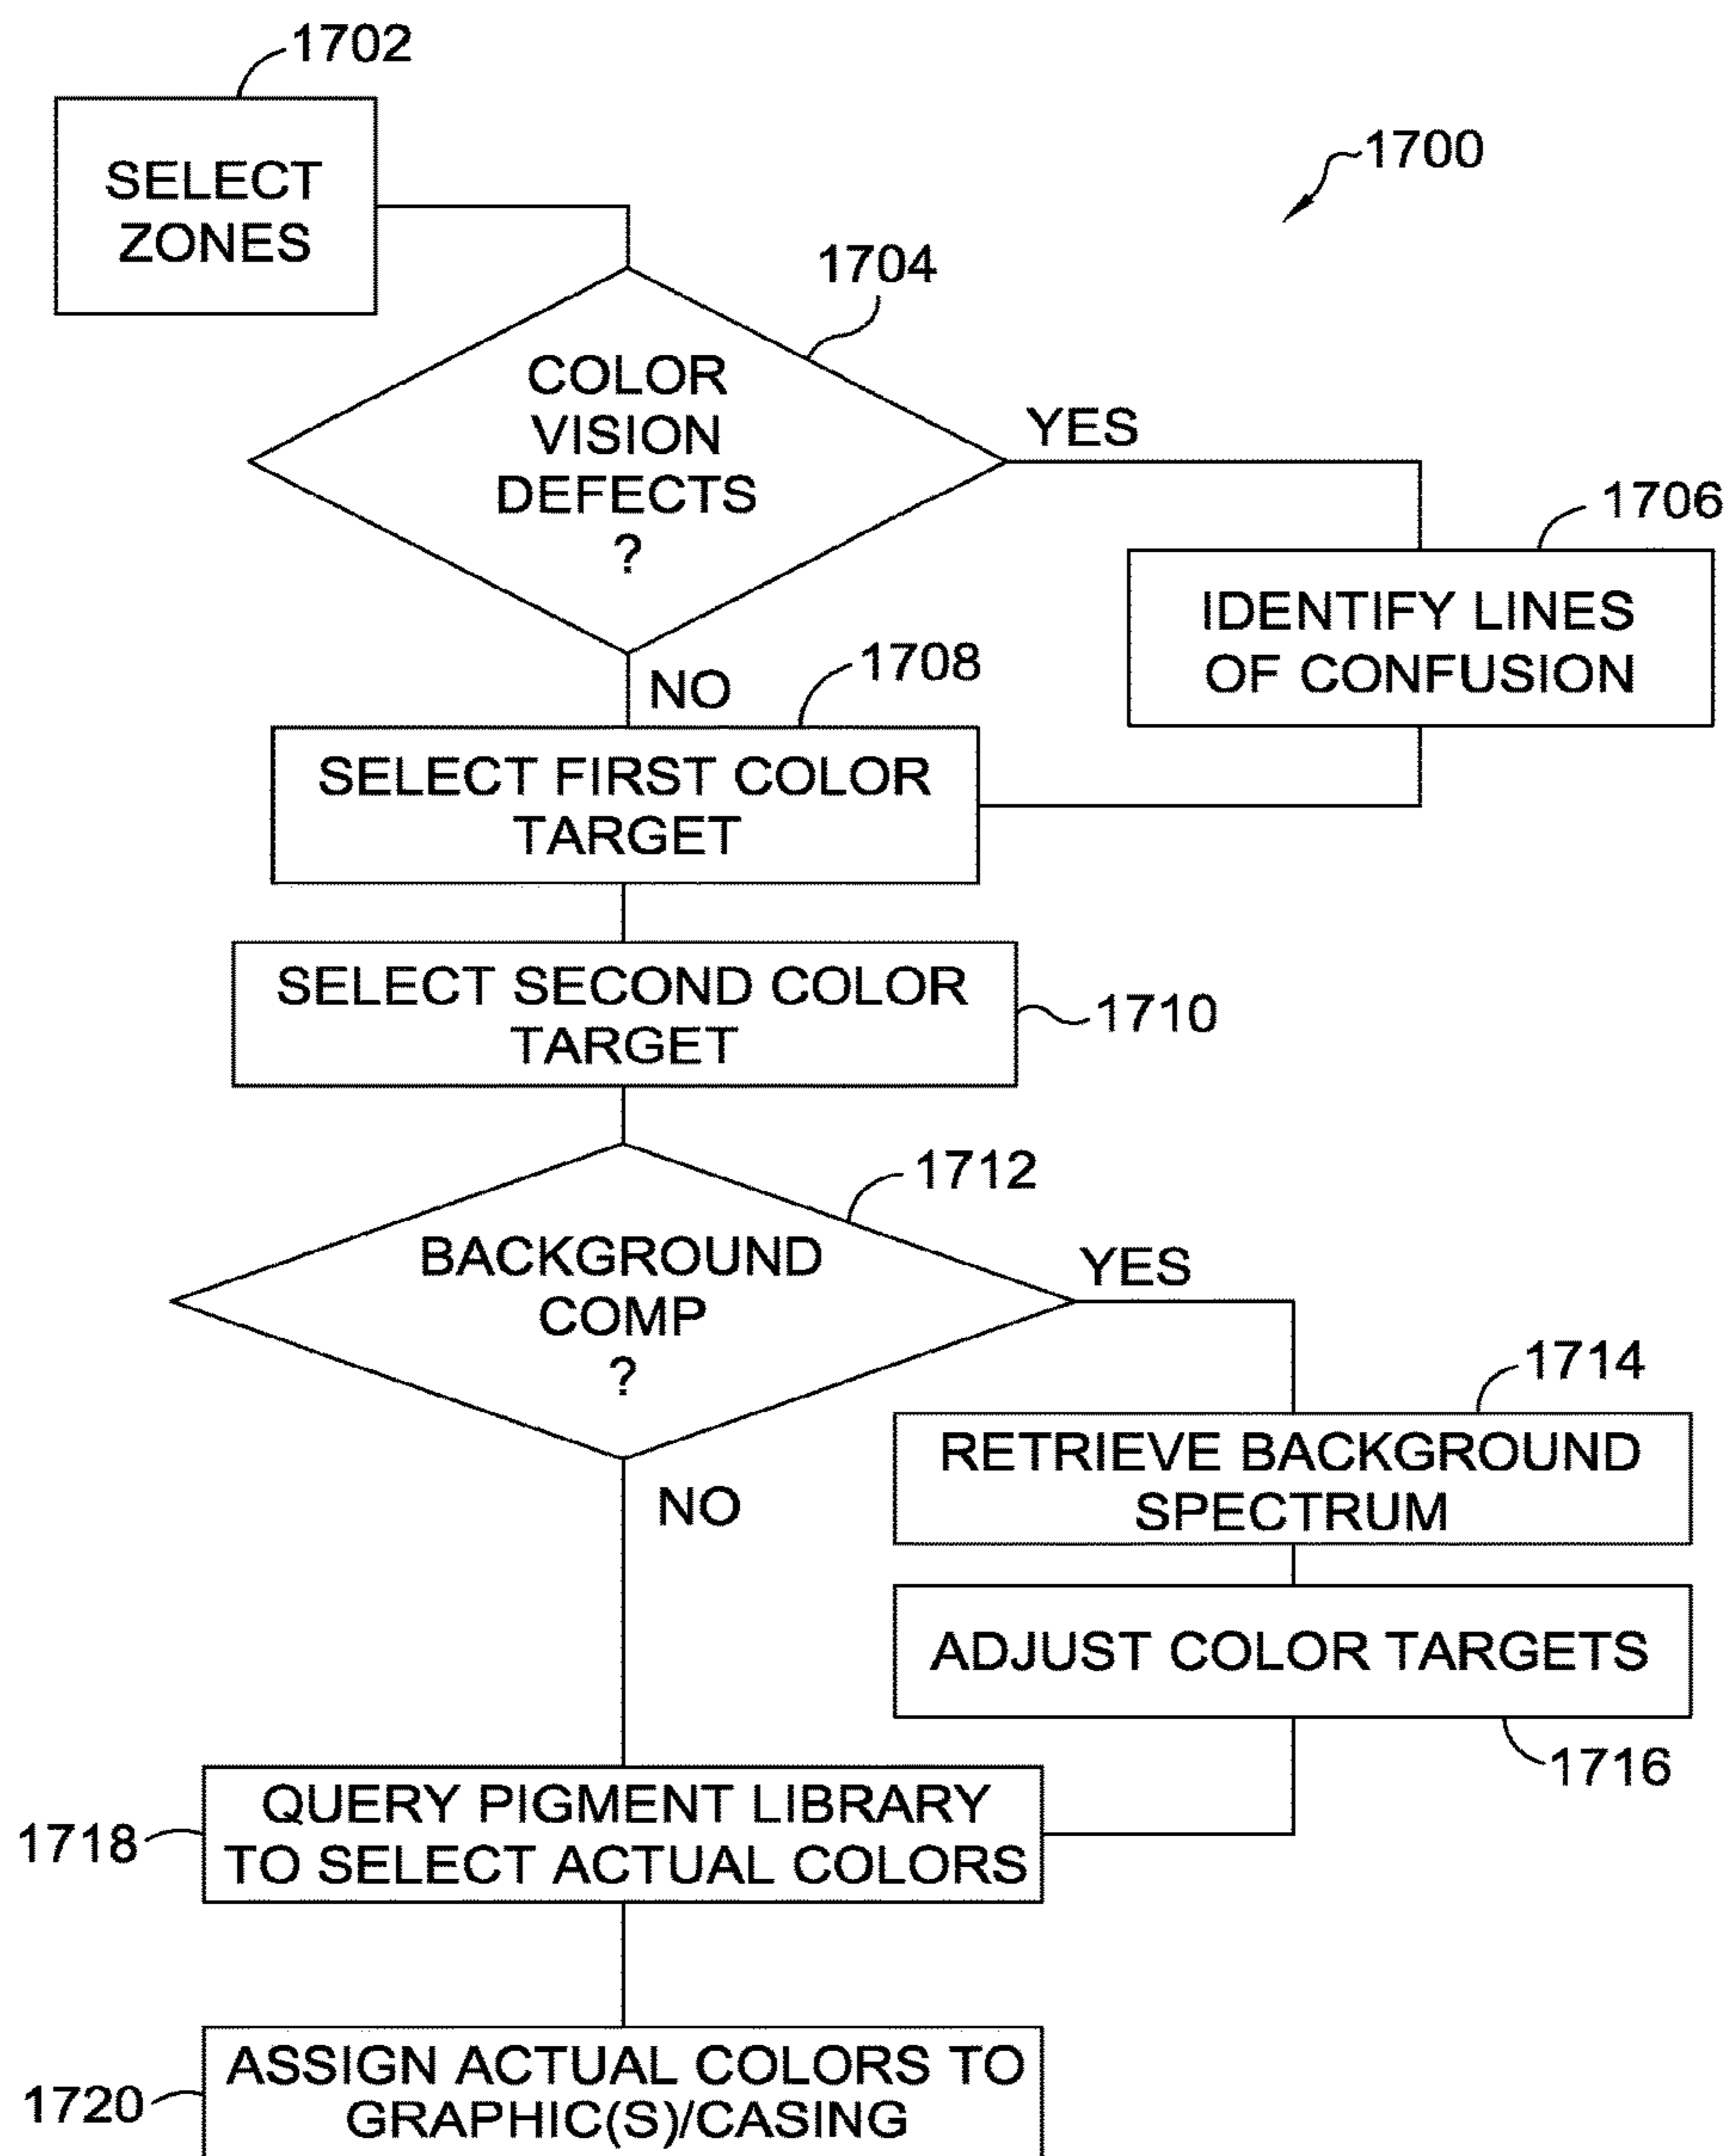 1702
SELECT
ZONES
1700
1704
COLOR
VISION
DEFECTS
?
YES
1706
IDENTIFY LINES
OF CONFUSION
NO
1708
SELECT FIRST COLOR
TARGET
SELECT SECOND COLOR
TARGET
1710
1712
BACKGROUND
COMP
?
YES
NO
1714
RETRIEVE BACKGROUND
SPECTRUM
ADJUST COLOR TARGETS
1716
1718
QUERY PIGMENT LIBRARY
TO SELECT ACTUAL COLORS
1720
ASSIGN ACTUAL COLORS TO
GRAPHIC(S)/CASING